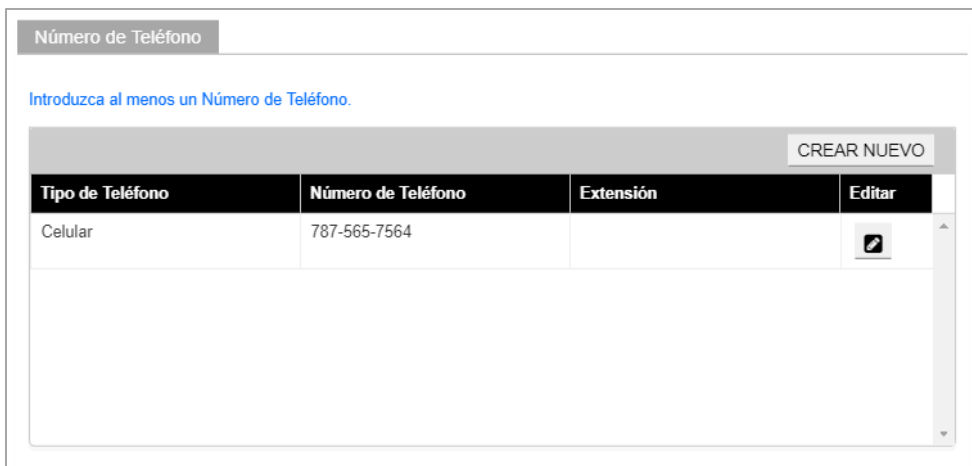 Número de Teléfono
Introduzca al menos un Número de Teléfono.
CREAR NUEVO
Tipo de Teléfono Número de Teléfono Extensión Editar
Celular 787-565-7564